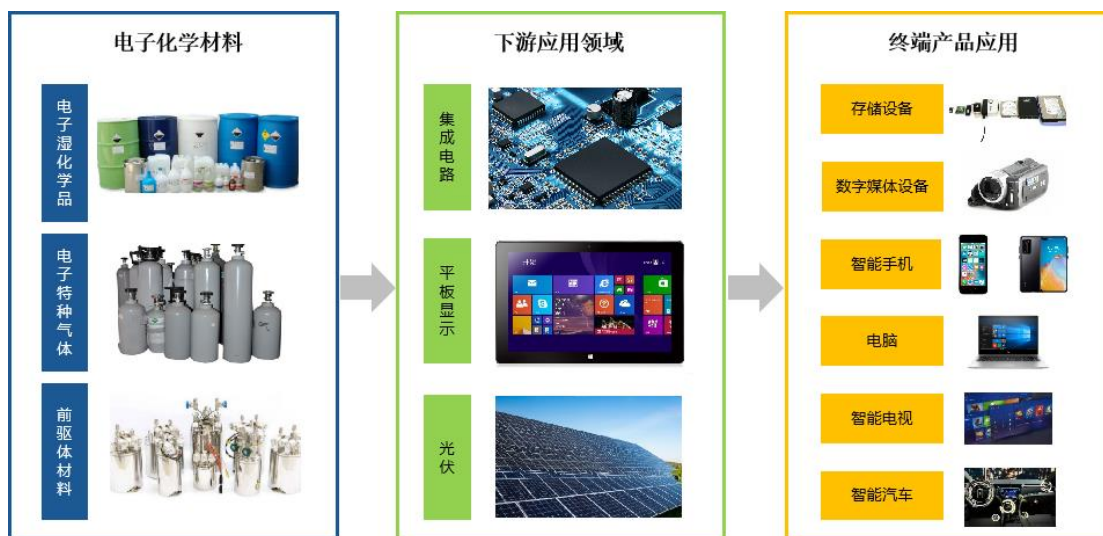 电子化学材料
电子湿化学品
电子特种气体
前驱体材料
下游应用领域
集成电路
平板显示
光伏
终端产品应用
存储设备
数字媒体设备
智能手机
电脑
智能电视
智能汽车